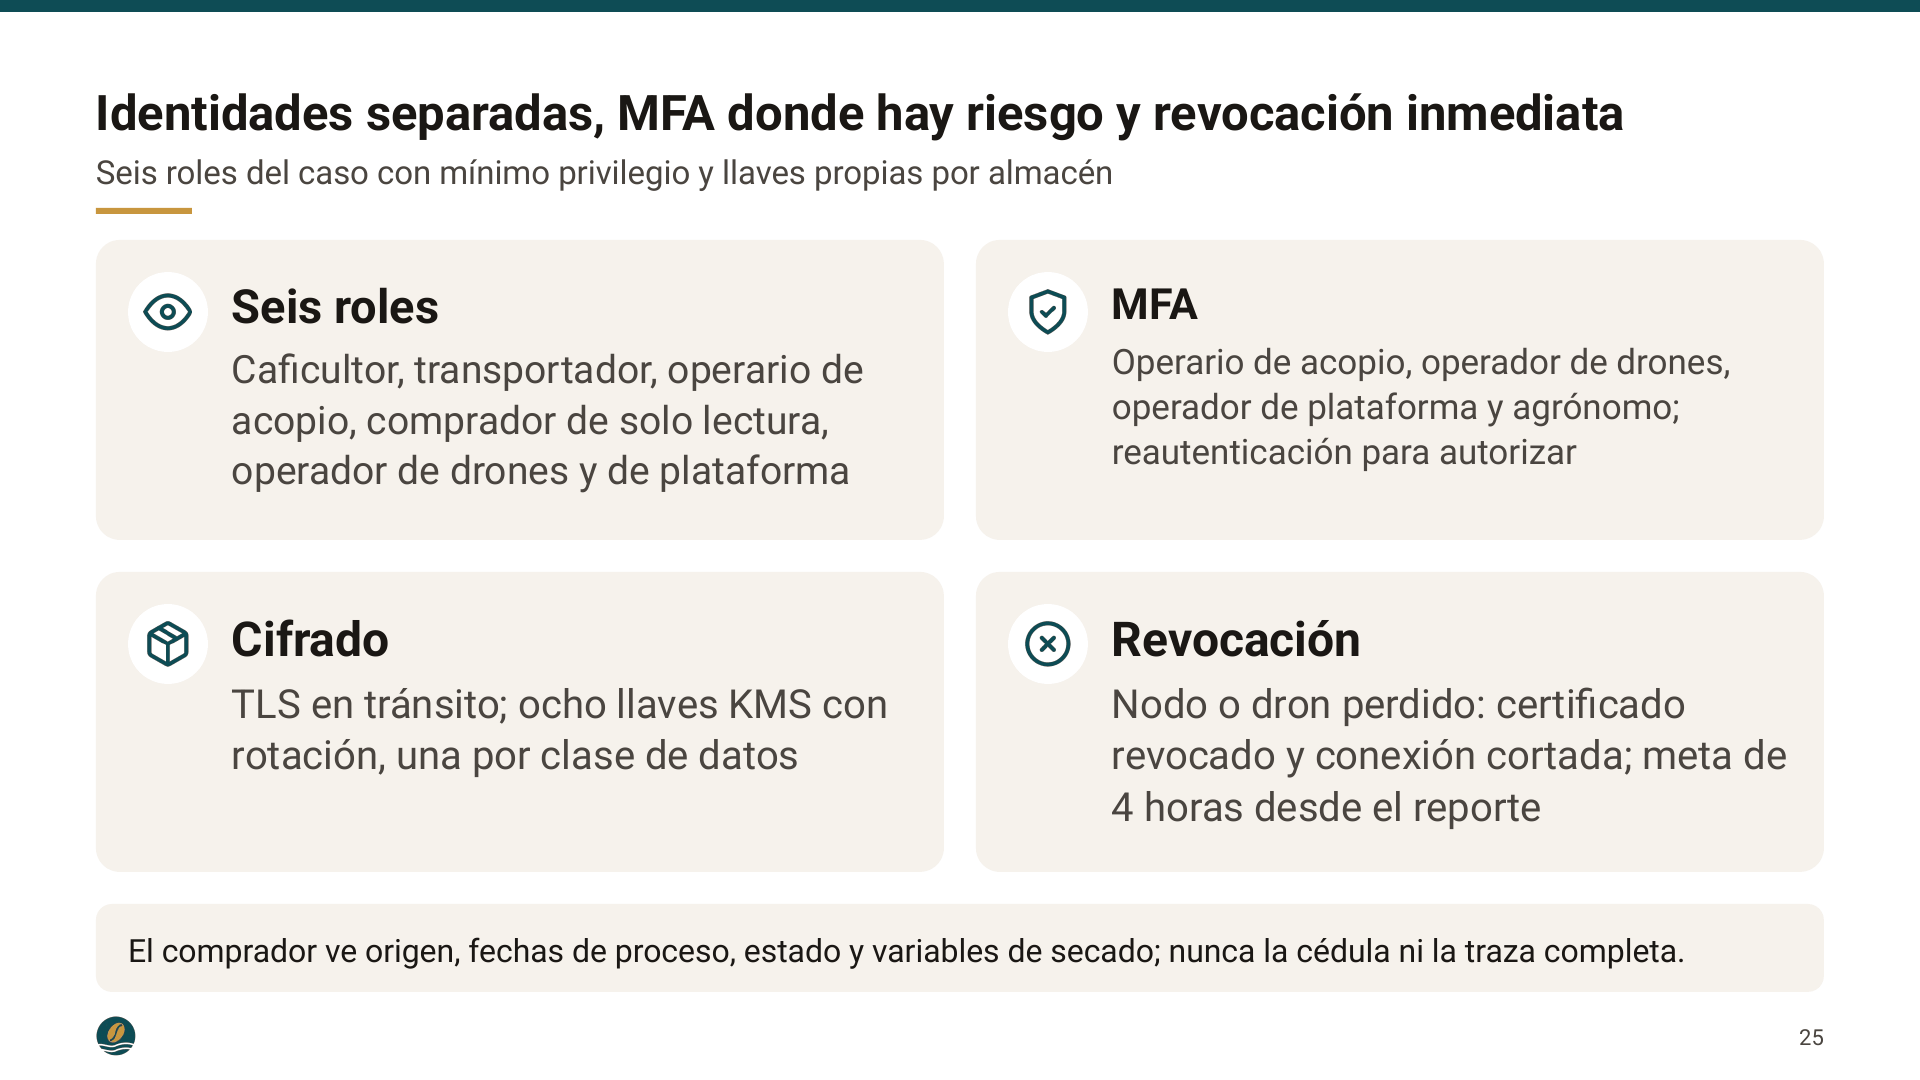 Identidades separadas, MFA donde hay riesgo y revocación inmediata
Seis roles del caso con mínimo privilegio y llaves propias por almacén
Seis roles
Caficultor, transportador, operario de
acopio, comprador de solo lectura,
operador de drones y de plataforma
MFA
Operario de acopio, operador de drones,
operador de plataforma y agrónomo;
reautenticación para autorizar
Cifrado
TLS en tránsito; ocho llaves KMS con
rotación, una por clase de datos
Revocación
Nodo o dron perdido: certificado
revocado y conexión cortada; meta de
4 horas desde el reporte
El comprador ve origen, fechas de proceso, estado y variables de secado; nunca la cédula ni la traza completa.
25